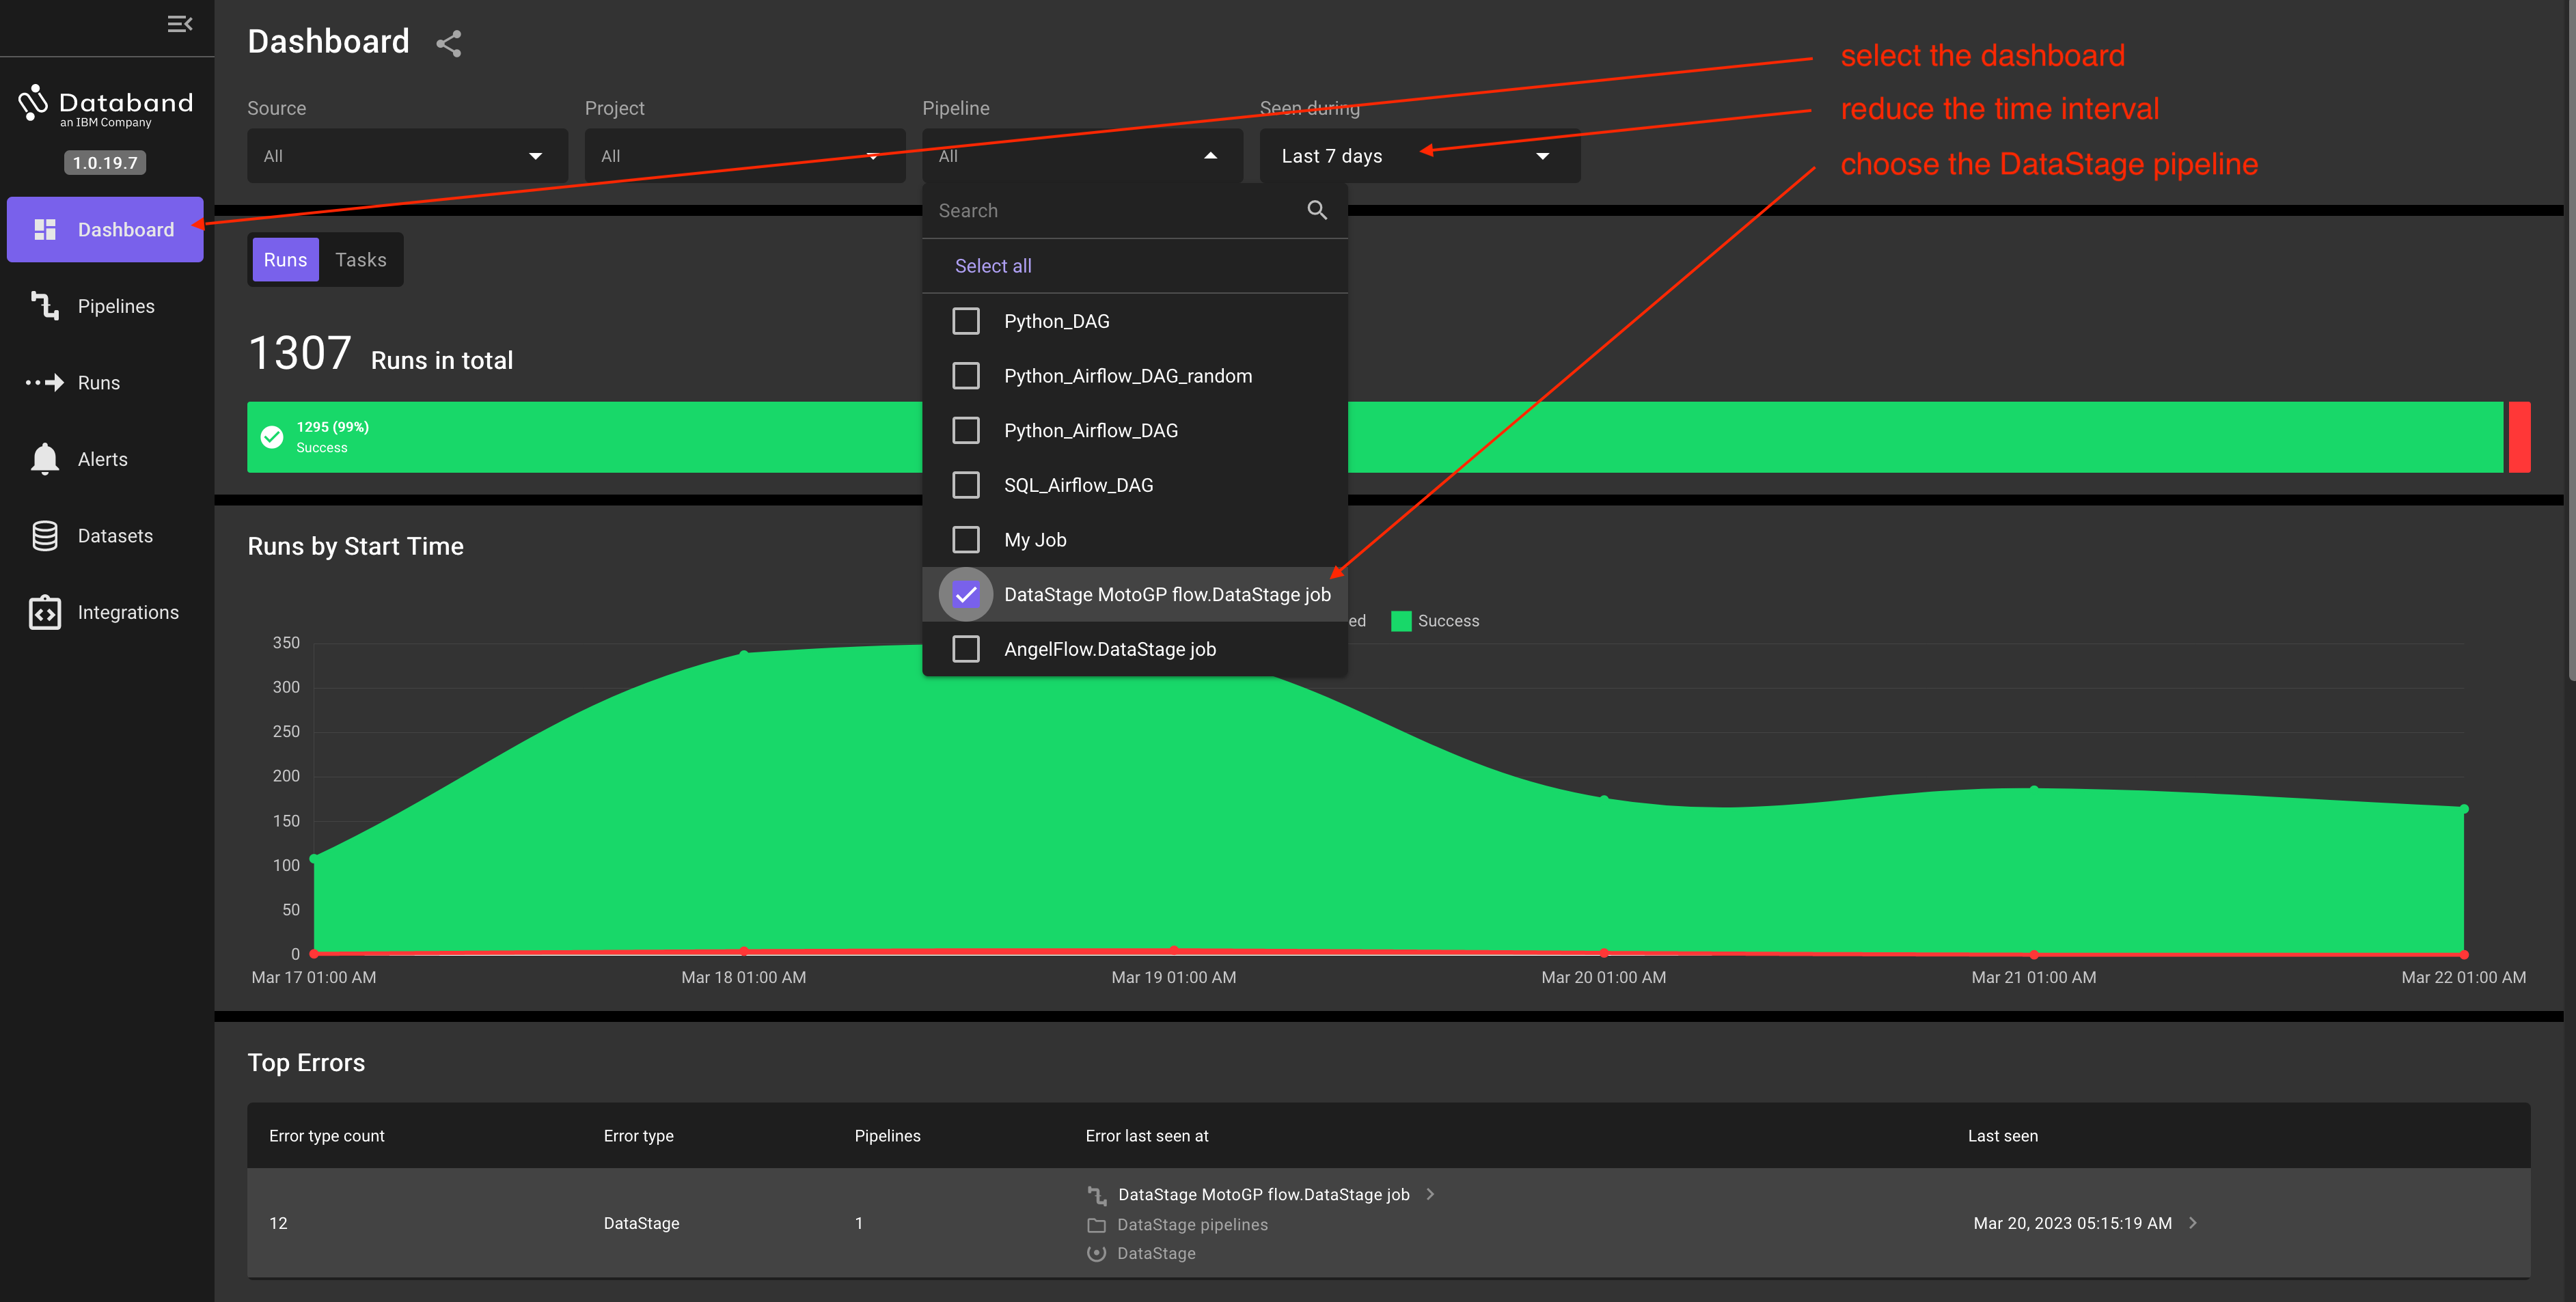 Dashboard
select the dashboard
reduce the time interval
choose the DataStage pipeline
Databand
an IBM Company
1.0.19.7
Dashboard
Pipelines
Runs
Alerts
Datasets
Integrations
Source
Project
Pipeline
Seen during
All
All
All
Last 7 days
Search
Select all
Python_DAG
Python_Airflow_DAG_random
Python_Airflow_DAG
SQL_Airflow_DAG
My Job
DataStage MotoGP flow.DataStage job
AngelFlow.DataStage job
Runs Tasks
1307 Runs in total
1295 (99%)
Success
Runs by Start Time
ed Success
350
300
250
200
150
100
50
0
Mar 17 01:00 AM
Mar 18 01:00 AM
Mar 19 01:00 AM
Mar 20 01:00 AM
Mar 21 01:00 AM
Mar 22 01:00 AM
Top Errors
Error type count Error type Pipelines Error last seen at Last seen
12 DataStage 1 DataStage MotoGP flow.DataStage job Mar 20, 2023 05:15:19 AM
DataStage pipelines
DataStage